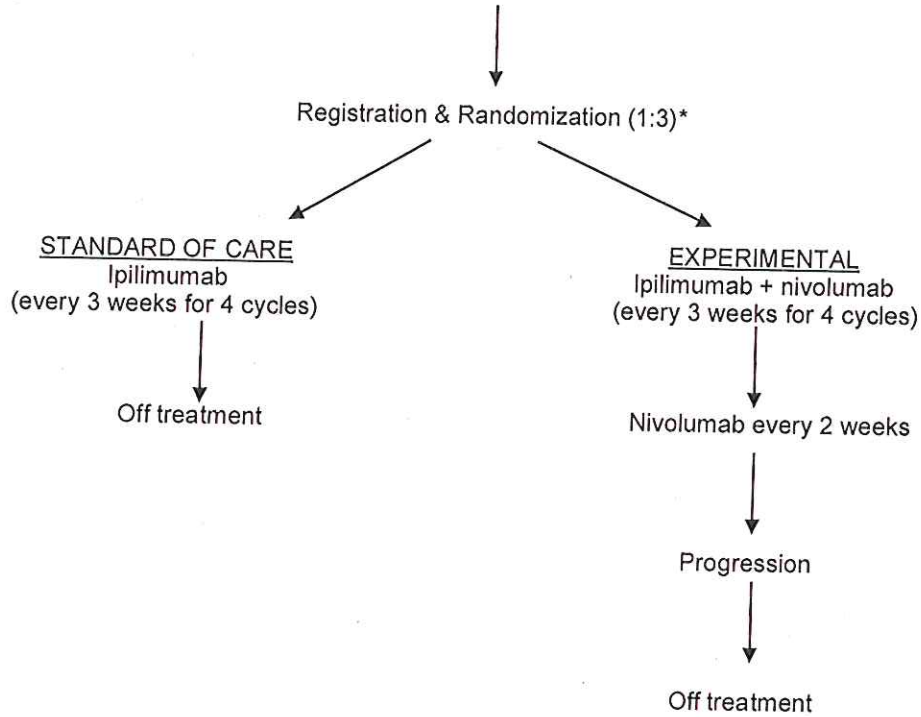 Registration & Randomization (1:3)*
STANDARD OF CARE
Ipilimumab
(every 3 weeks for 4 cycles)
Off treatment
EXPERIMENTAL
Ipilimumab + nivolumab
(every 3 weeks for 4 cycles)
Nivolumab every 2 weeks
Progression
Off treatment